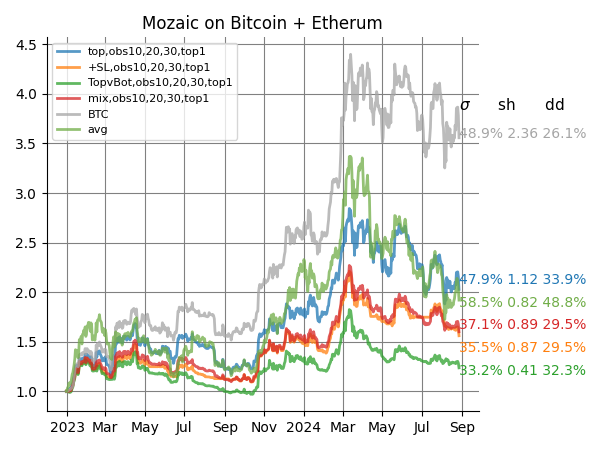 Mozaic on Bitcoin + Etherum
4.5
4.0
3.5
3.0
2.5
2.0
1.5
1.0
top,obs10,20,30,top1
+SL,obs10,20,30,top1
TopvBot,obs10,20,30,top1
mix,obs10,20,30,top1
BTC
avg
σ sh dd
48.9% 2.36 26.1%
47.9% 1.12 33.9%
58.5% 0.82 48.8%
37.1% 0.89 29.5%
35.5% 0.87 29.5%
33.2% 0.41 32.3%
2023 Mar May Jul Sep Nov 2024 Mar May Jul Sep